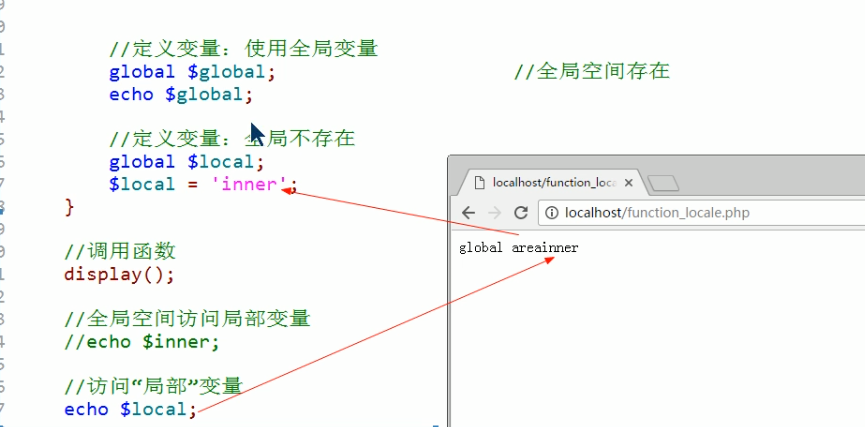 //定义变量：使用全局变量
global $global; //全局空间存在
echo $global;
//定义变量：全局不存在
global $local;
$local = 'inner';
}
//调用函数
display();
//全局空间访问局部变量
//echo $inner;
//访问“局部”变量
echo $local;
localhost/function_loca
localhost/function_locale.php
global areainner